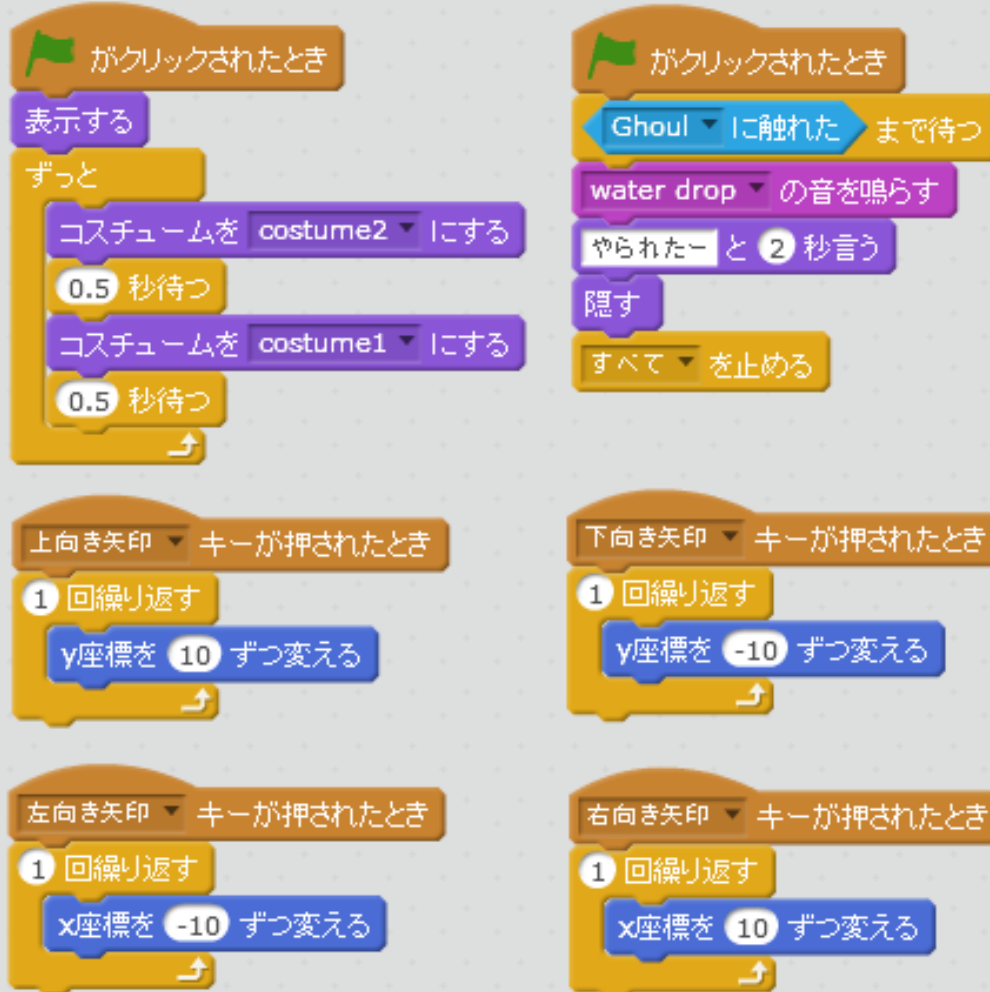 がクリックされたとき
表示する
ずっと
コスチュームを costume2 にする
0.5 秒待つ
コスチュームを costume1 にする
0.5 秒待つ
がクリックされたとき
Ghoul に触れた まで待つ
water drop の音を鳴らす
やられたー と 2 秒言う
隠す
すべて を止める
上向き矢印 キーが押されたとき
1 回繰り返す
y座標を 10 ずつ変える
下向き矢印 キーが押されたとき
1 回繰り返す
y座標を -10 ずつ変える
左向き矢印 キーが押されたとき
1 回繰り返す
x座標を -10 ずつ変える
右向き矢印 キーが押されたとき
1 回繰り返す
x座標を 10 ずつ変える